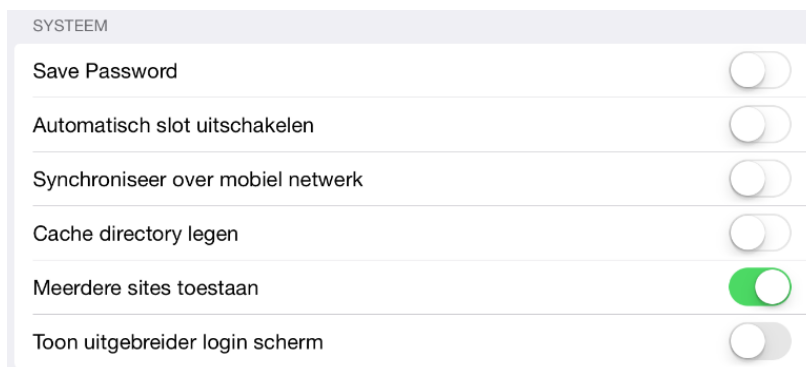 SYSTEEM
Save Password
Automatisch slot uitschakelen
Synchroniseer over mobiel netwerk
Cache directory legen
Meerdere sites toestaan
Toon uitgebreider login scherm